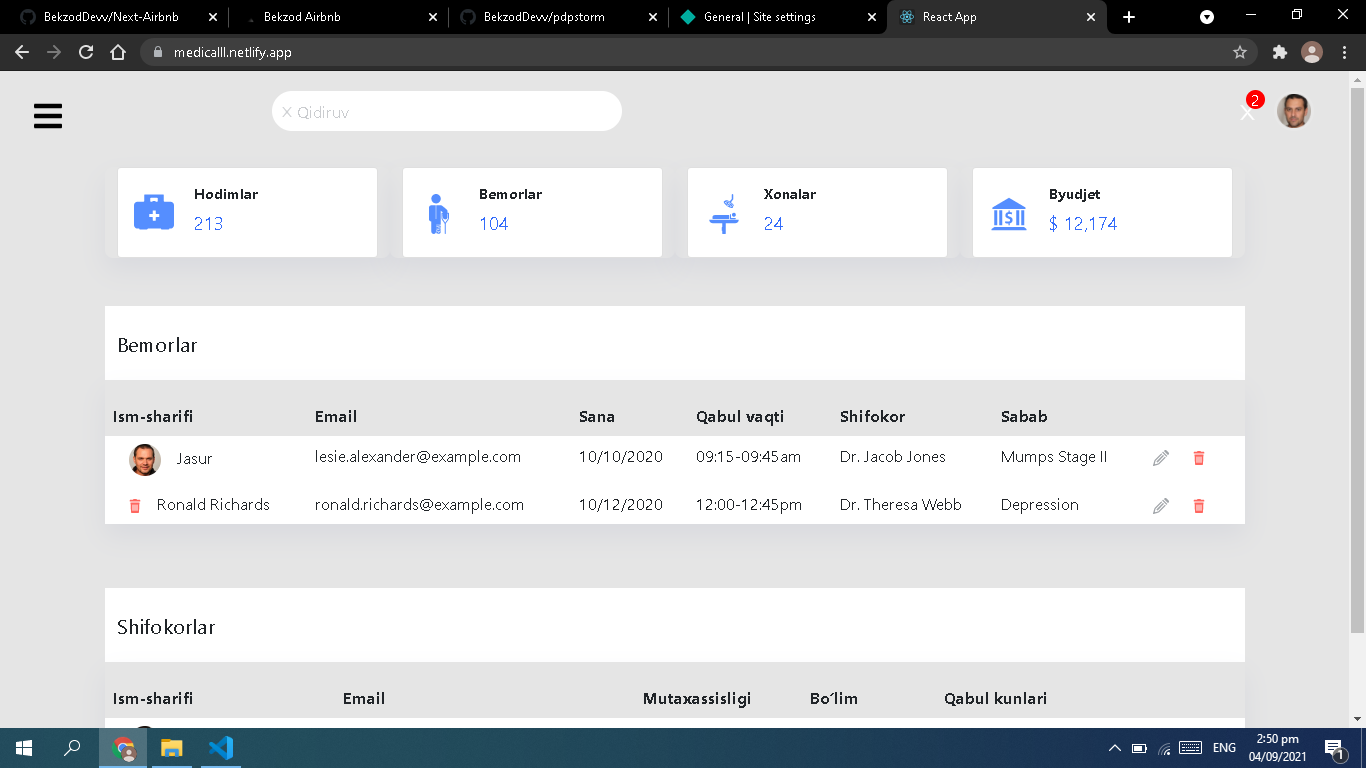 BekzodDevv/Next-Airbnb
Bekzod Airbnb
BekzodDevv/pdpstorm
General | Site settings
React App
medicalll.netlify.app
X Qidiruv
X 2
Hodimlar
213
Bemorlar
104
Xonalar
24
Byudjet
$ 12,174
Bemorlar
Ism-sharifi Email Sana Qabul vaqti Shifokor Sabab
Jasur lesie.alexander@example.com 10/10/2020 09:15-09:45am Dr. Jacob Jones Mumps Stage II
Ronald Richards ronald.richards@example.com 10/12/2020 12:00-12:45pm Dr. Theresa Webb Depression
Shifokorlar
Ism-sharifi Email Mutaxassisligi Bo´lim Qabul kunlari
ENG
2:50 pm
04/09/2021
1